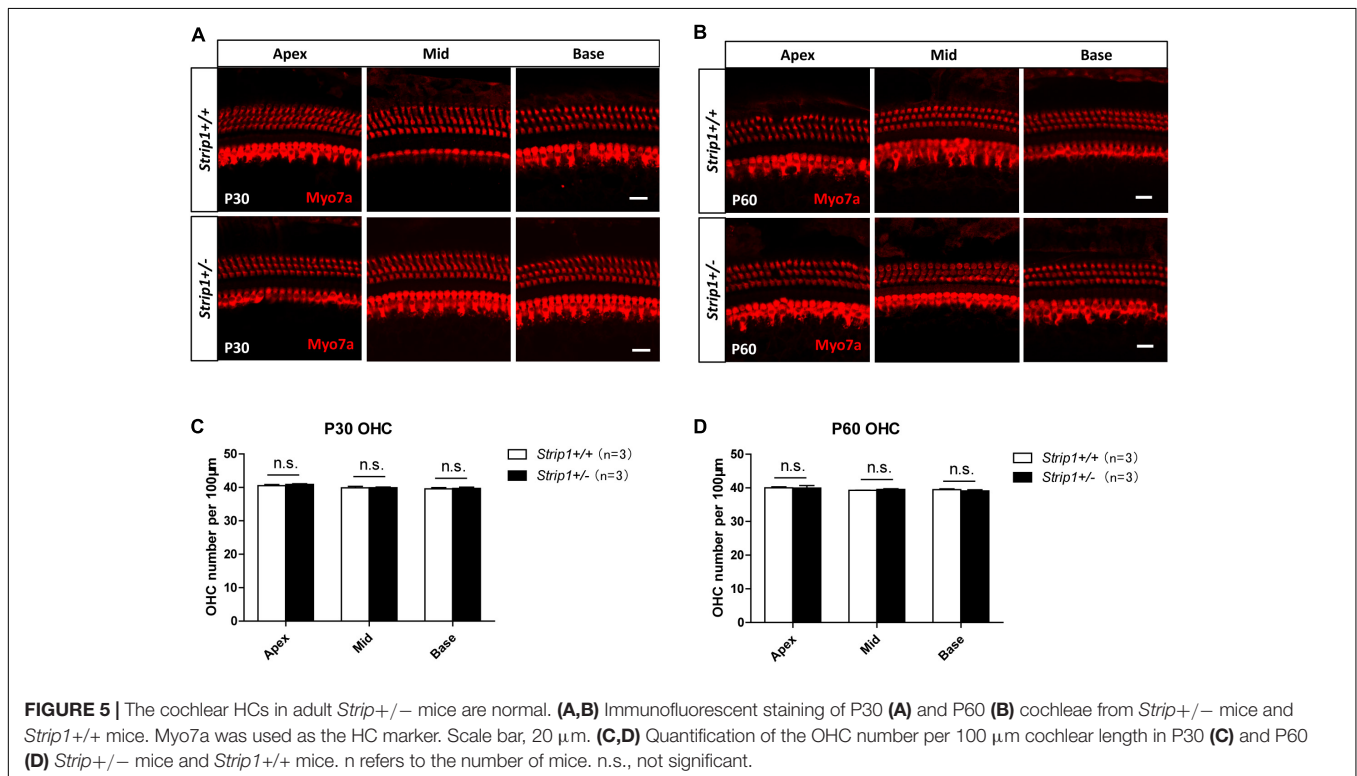 A
Apex Mid Base
Strip1+/+
P30 Myo7a
Strip1+/-
P30 Myo7a
B
Apex Mid Base
Strip1+/+
P60 Myo7a
Strip1+/-
P60 Myo7a
C
P30 OHC
OHC number per 100μm
50
40
30
20
10
0
n.s. n.s. n.s.
Apex Mid Base
Strip1+/+ (n=3)
Strip1+/- (n=3)
D
P60 OHC
OHC number per 100μm
50
40
30
20
10
0
n.s. n.s. n.s.
Apex Mid Base
Strip1+/+ (n=3)
Strip1+/- (n=3)
FIGURE 5 | The cochlear HCs in adult Strip+/− mice are normal. (A,B) Immunofluorescent staining of P30 (A) and P60 (B) cochleae from Strip+/− mice and
Strip1+/+ mice. Myo7a was used as the HC marker. Scale bar, 20 μm. (C,D) Quantification of the OHC number per 100 μm cochlear length in P30 (C) and P60
(D) Strip+/− mice and Strip1+/+ mice. n refers to the number of mice. n.s., not significant.